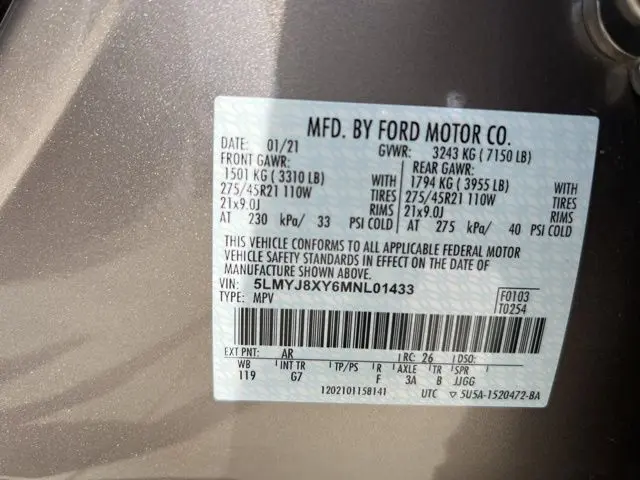 MFD. BY FORD MOTOR CO.
DATE: 01/21 GVWR: 3243 KG ( 7150 LB)
FRONT GAWR: REAR GAWR:
1501 KG ( 3310 LB) WITH 1794 KG ( 3955 LB) WITH
275/45R21 110W TIRES 275/45R21 110W TIRES
21x9.0J RIMS 21x9.0J RIMS
AT 230 kPa/ 33 PSI COLD AT 275 kPa/ 40 PSI COLD
THIS VEHICLE CONFORMS TO ALL APPLICABLE FEDERAL MOTOR
VEHICLE SAFETY STANDARDS IN EFFECT ON THE DATE OF
MANUFACTURE SHOWN ABOVE.
VIN: 5LMYJ8XY6MNL01433
TYPE: MPV
F0103
T0254
EXT PNT: AR RC: 26 DSO:
WB INT TR TP/PS R AXLE TR SPR
119 G7 F 3A B JJGG
1202101158141 UTC ▽ 5U5A-1520472-BA